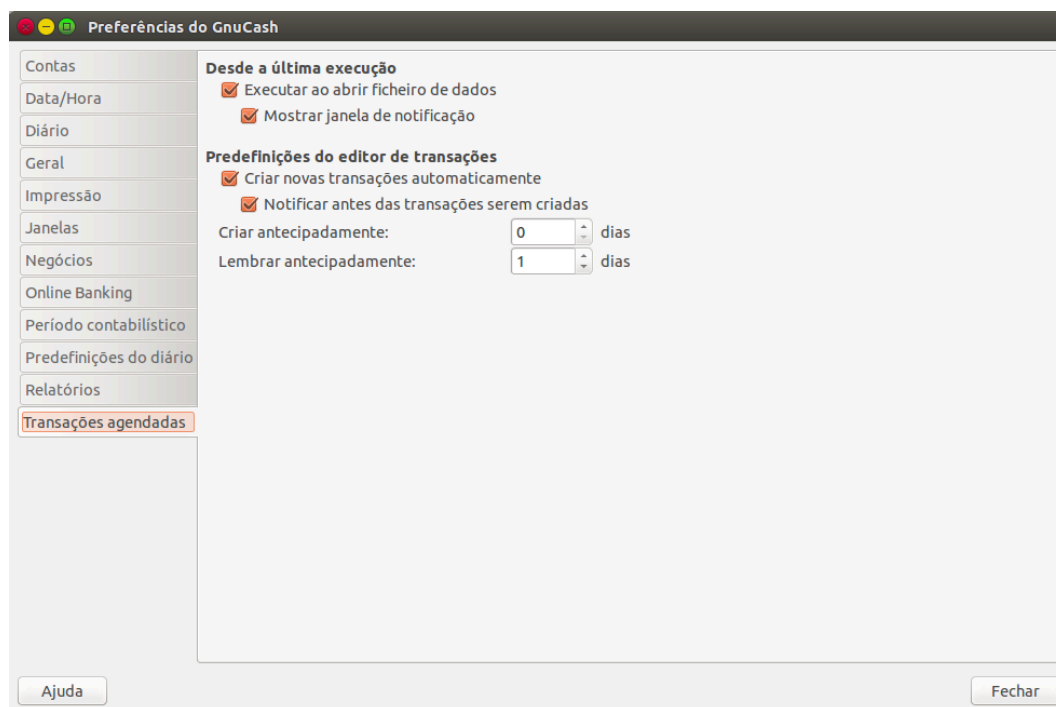 Preferências do GnuCash
Contas
Data/Hora
Diário
Geral
Impressão
Janelas
Negócios
Online Banking
Período contabilístico
Predefinições do diário
Relatórios
Transações agendadas
Desde a última execução
Executar ao abrir ficheiro de dados
Mostrar janela de notificação
Predefinições do editor de transações
Criar novas transações automaticamente
Notificar antes das transações serem criadas
Criar antecipadamente: 0 dias
Lembrar antecipadamente: 1 dias
Ajuda
Fechar